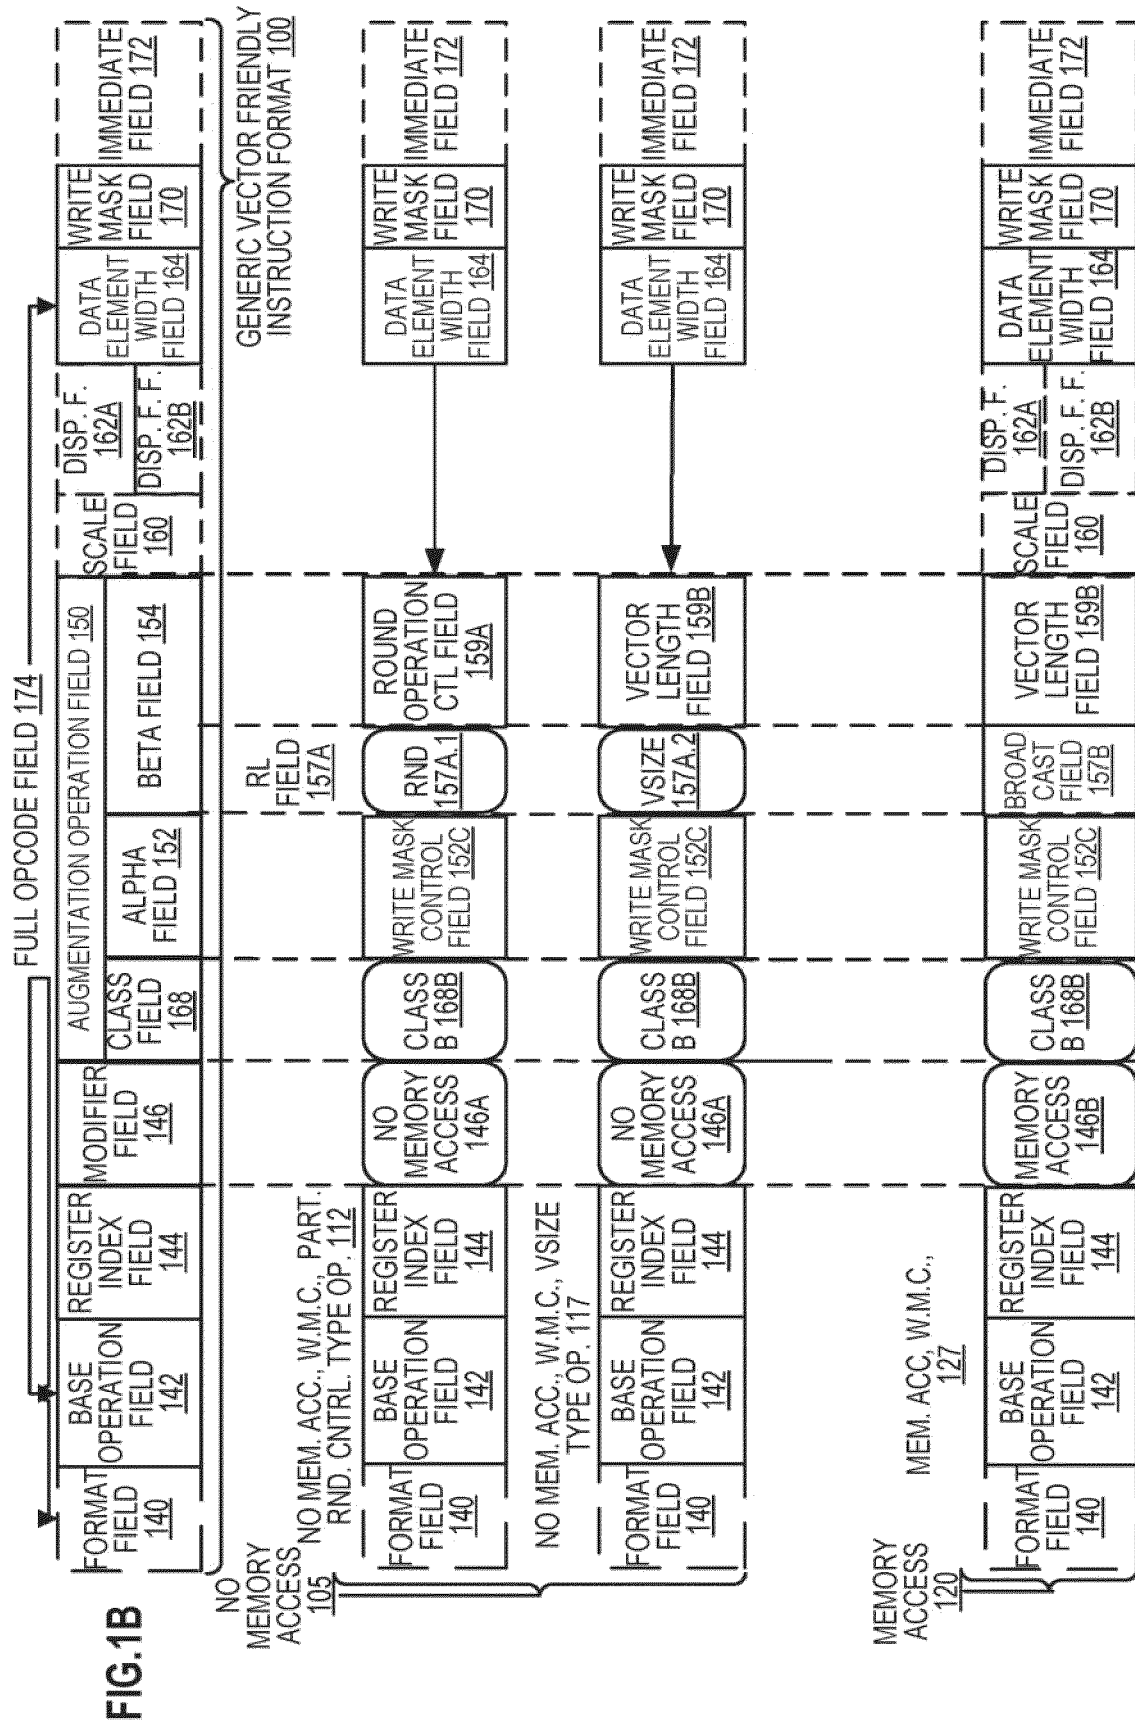 FIG.1B
FULL OPCODE FIELD 174
FORMAT
FIELD
140
BASE
OPERATION
FIELD
142
REGISTER
INDEX
FIELD
144
MODIFIER
FIELD
146
AUGMENTATION OPERATION FIELD 150
CLASS
FIELD
168
ALPHA
FIELD 152
BETA FIELD 154
SCALE
FIELD
160
DISP. F.
162A
DISP. F. F.
162B
DATA
ELEMENT
WIDTH
FIELD 164
WRITE
MASK
FIELD
170
IMMEDIATE
FIELD 172
GENERIC VECTOR FRIENDLY
INSTRUCTION FORMAT 100
NO
MEMORY
ACCESS
105
NO MEM. ACC., W.M.C., PART.
RND. CNTRL. TYPE OP. 112
RL
FIELD
157A
FORMAT
FIELD
140
BASE
OPERATION
FIELD
142
REGISTER
INDEX
FIELD
144
NO
MEMORY
ACCESS
146A
CLASS
B 168B
WRITE MASK
CONTROL
FIELD 152C
RND
157A.1
ROUND
OPERATION
CTL FIELD
159A
DATA
ELEMENT
WIDTH
FIELD 164
WRITE
MASK
FIELD
170
IMMEDIATE
FIELD 172
NO MEM. ACC., W.M.C., VSIZE
TYPE OP. 117
FORMAT
FIELD
140
BASE
OPERATION
FIELD
142
REGISTER
INDEX
FIELD
144
NO
MEMORY
ACCESS
146A
CLASS
B 168B
WRITE MASK
CONTROL
FIELD 152C
VSIZE
157A.2
VECTOR
LENGTH
FIELD 159B
DATA
ELEMENT
WIDTH
FIELD 164
WRITE
MASK
FIELD
170
IMMEDIATE
FIELD 172
MEMORY
ACCESS
120
MEM. ACC, W.M.C.,
127
FORMAT
FIELD
140
BASE
OPERATION
FIELD
142
REGISTER
INDEX
FIELD
144
MEMORY
ACCESS
146B
CLASS
B 168B
WRITE MASK
CONTROL
FIELD 152C
BROAD
CAST
FIELD
157B
VECTOR
LENGTH
FIELD 159B
SCALE
FIELD
160
DISP. F.
162A
DISP. F. F.
162B
DATA
ELEMENT
WIDTH
FIELD 164
WRITE
MASK
FIELD
170
IMMEDIATE
FIELD 172